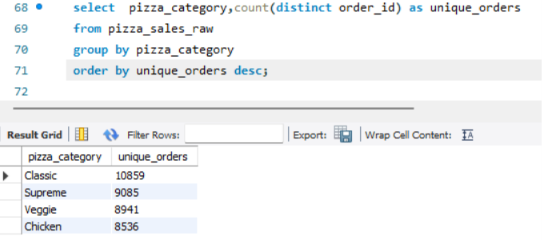 68 select pizza_category,count(distinct order_id) as unique_orders
69 from pizza_sales_raw
70 group by pizza_category
71 order by unique_orders desc;
72
Result Grid Filter Rows: Export: Wrap Cell Content: IA
pizza_category unique_orders
Classic 10859
Supreme 9085
Veggie 8941
Chicken 8536